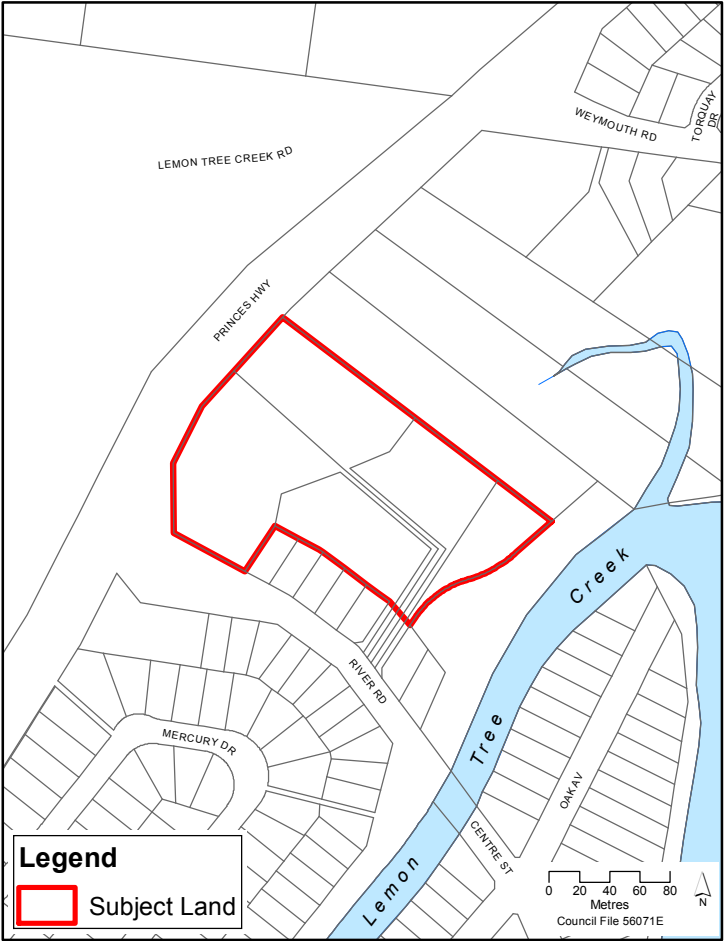 WEYMOUTH RD
TORQUAY
DR
LEMON TREE CREEK RD
PRINCES HWY
Creek
RIVER RD
MERCURY DR
Tree
OAK AV
CENTRE ST
Lemon
Legend
Subject Land
0 20 40 60 80
Metres
Council File 56071E
N